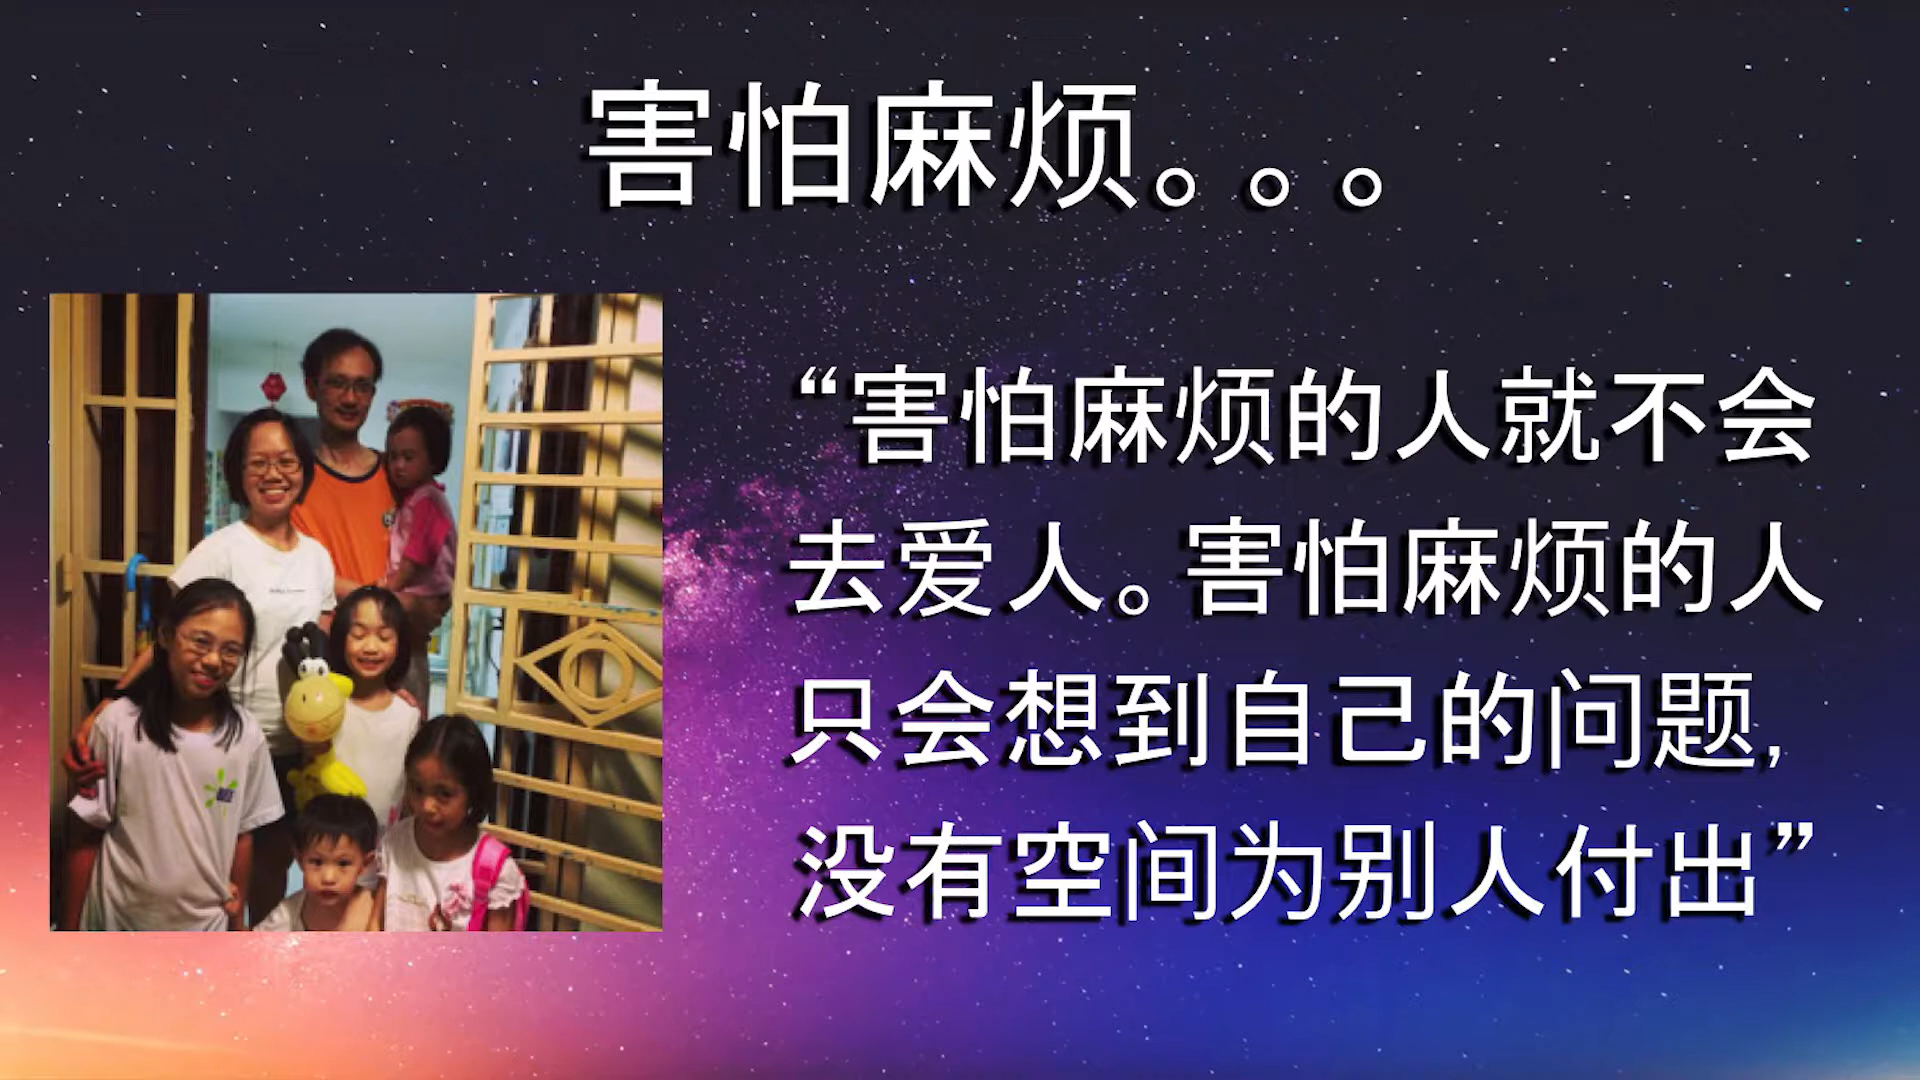 害怕麻烦。。。
“害怕麻烦的人就不会
去爱人。害怕麻烦的人
只会想到自己的问题,
没有空间为别人付出”